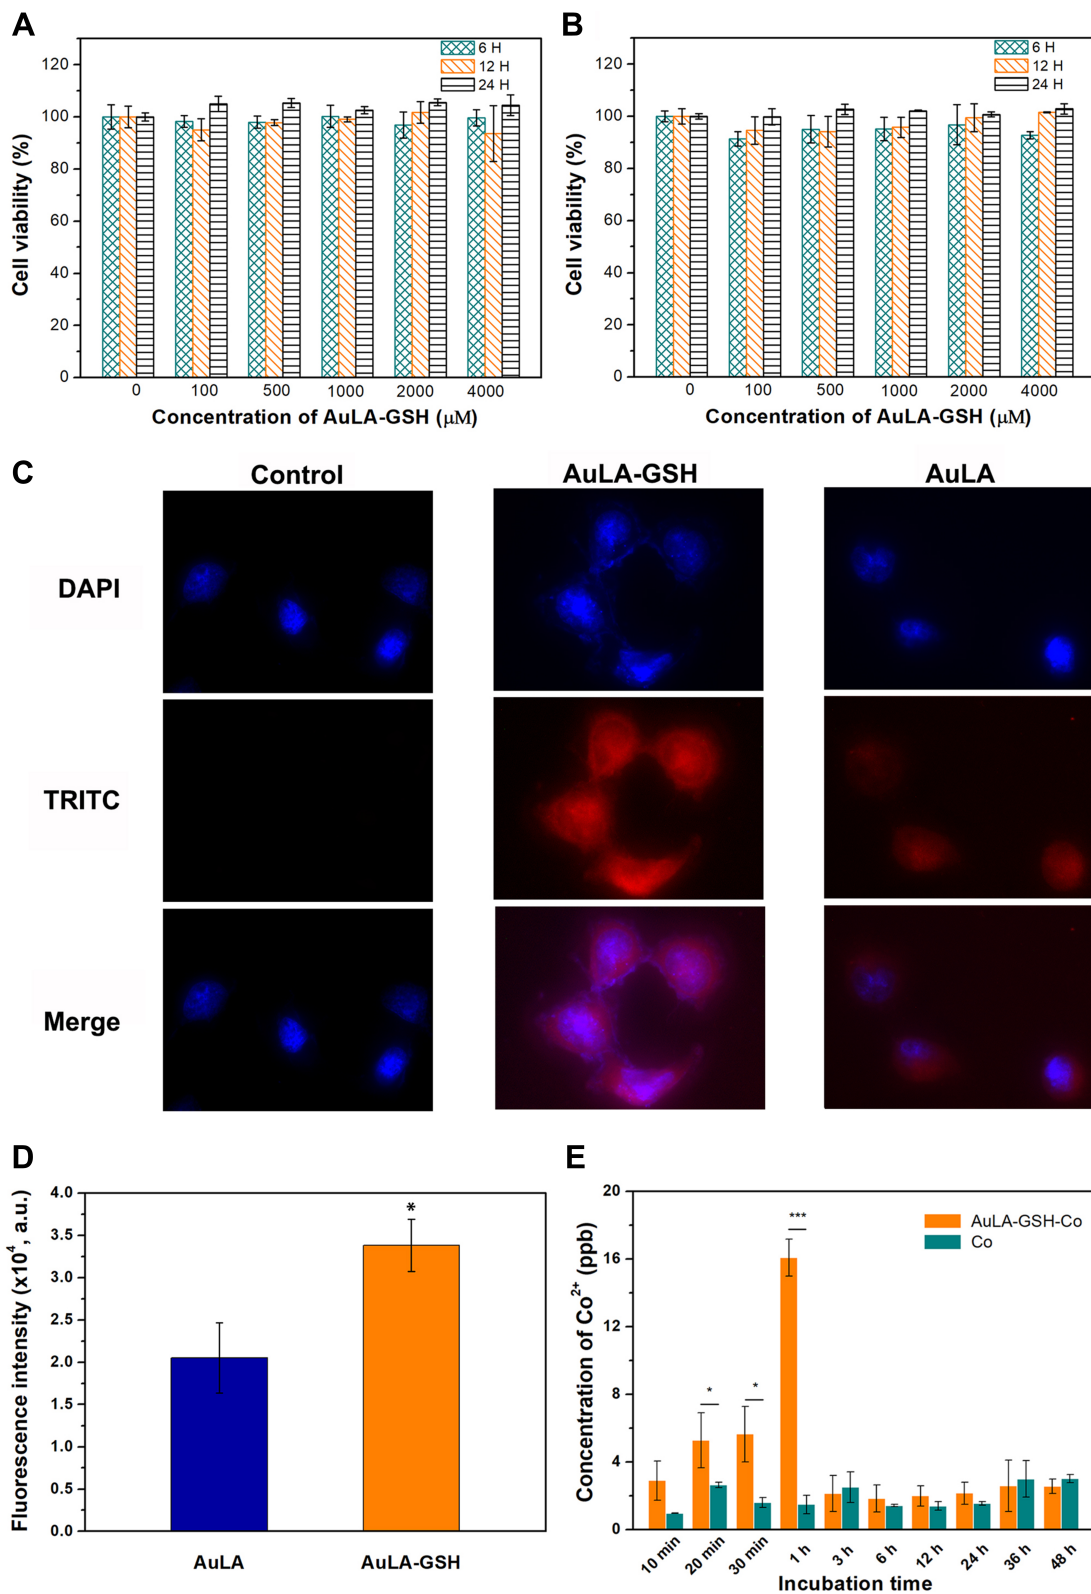 A
120
100
80
60
40
20
0
Cell viability (%)
6 H
12 H
24 H
0 100 500 1000 2000 4000
Concentration of AuLA-GSH (μM)
B
120
100
80
60
40
20
0
Cell viability (%)
6 H
12 H
24 H
0 100 500 1000 2000 4000
Concentration of AuLA-GSH (μM)
C
Control AuLA-GSH AuLA
DAPI
TRITC
Merge
D
4.0
3.5
3.0
2.5
2.0
1.5
1.0
0.5
0.0
Fluorescence intensity (x10⁴, a.u.)
*
AuLA AuLA-GSH
E
20
16
12
8
4
0
Concentration of Co²⁺ (ppb)
AuLA-GSH-Co
Co
* * ***
10 min 20 min 30 min 1 h 3 h 6 h 12 h 24 h 36 h 48 h
Incubation time